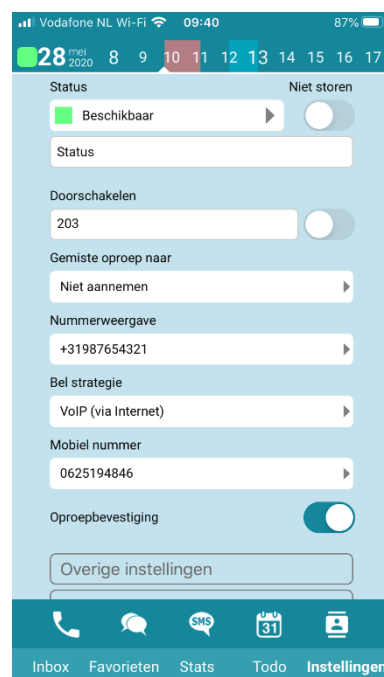 Vodafone NL Wi-Fi 09:40 87%
28 mei 2020 8 9 10 11 12 13 14 15 16 17
Status Niet storen
Beschikbaar
Status
Doorschakelen
203
Gemiste oproep naar
Niet aannemen
Nummerweergave
+31987654321
Bel strategie
VoIP (via Internet)
Mobiel nummer
0625194846
Oproepbevestiging
Overige instellingen
SMS 31
Inbox Favorieten Stats Todo Instellingen